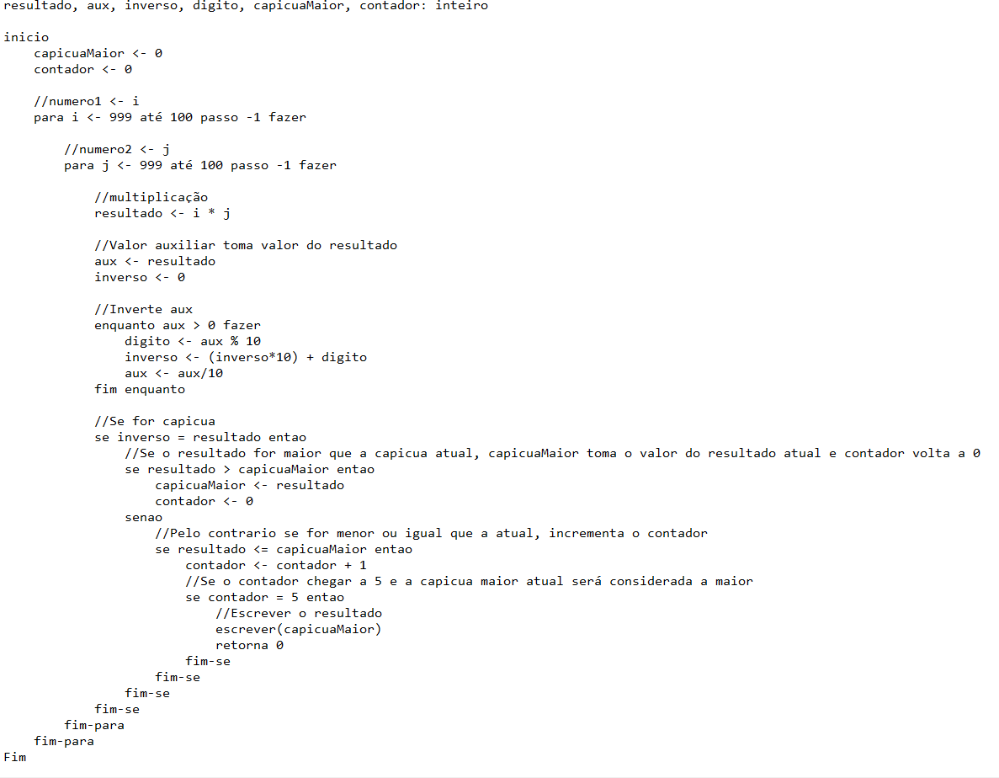 resultado, aux, inverso, digito, capicuaMaior, contador: inteiro
inicio
capicuaMaior <- 0
contador <- 0
//numero1 <- i
para i <- 999 até 100 passo -1 fazer
//numero2 <- j
para j <- 999 até 100 passo -1 fazer
//multiplicação
resultado <- i * j
//Valor auxiliar toma valor do resultado
aux <- resultado
inverso <- 0
//Inverte aux
enquanto aux > 0 fazer
digito <- aux % 10
inverso <- (inverso*10) + digito
aux <- aux/10
fim enquanto
//Se for capicua
se inverso = resultado entao
//Se o resultado for maior que a capicua atual, capicuaMaior toma o valor do resultado atual e contador volta a 0
se resultado > capicuaMaior entao
capicuaMaior <- resultado
contador <- 0
senao
//Pelo contrario se for menor ou igual que a atual, incrementa o contador
se resultado <= capicuaMaior entao
contador <- contador + 1
//Se o contador chegar a 5 e a capicua maior atual será considerada a maior
se contador = 5 entao
//Escrever o resultado
escrever(capicuaMaior)
retorna 0
fim-se
fim-se
fim-se
fim-se
fim-para
fim-para
Fim